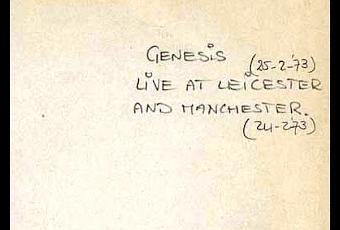 GENESIS (25-2-'73)
LIVE AT LEICESTER
AND MANCHESTER.
(24-2-73)